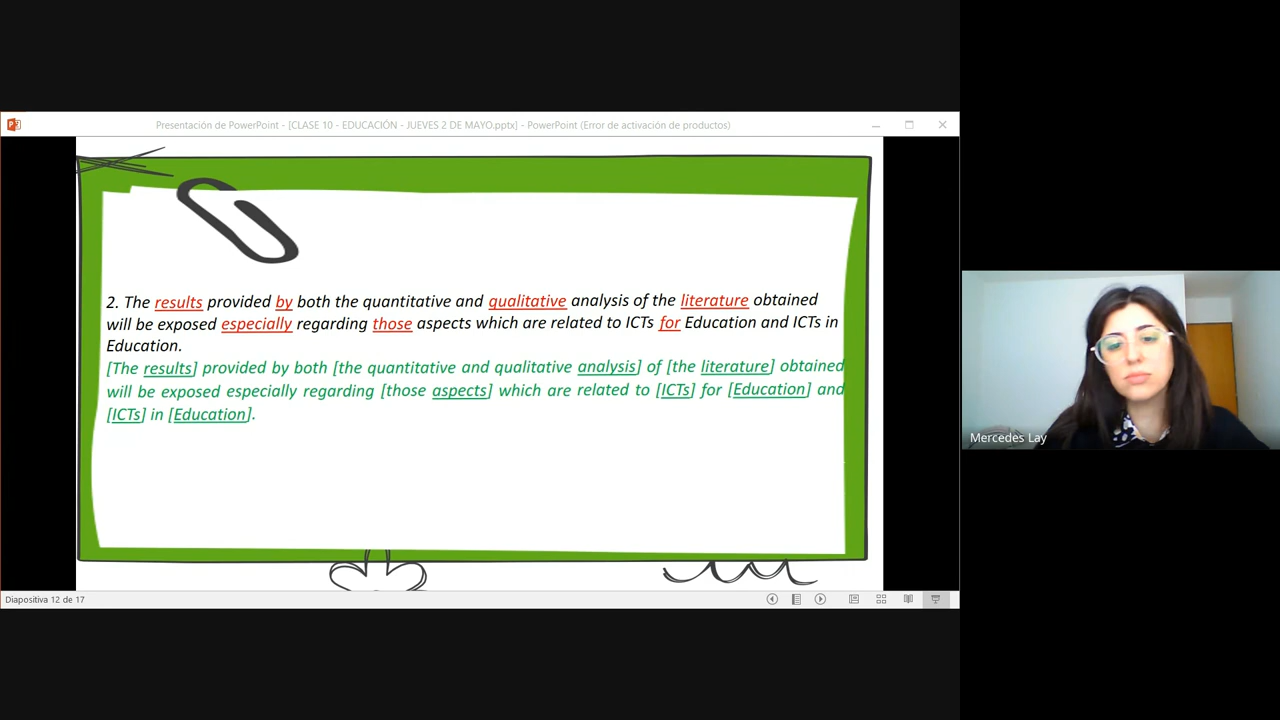 Presentación de PowerPoint - [CLASE 10 - EDUCACIÓN - JUEVES 2 DE MAYO.pptx] - PowerPoint (Error de activación de productos)
2. The results provided by both the quantitative and qualitative analysis of the literature obtained
will be exposed especially regarding those aspects which are related to ICTs for Education and ICTs in
Education.
[The results] provided by both [the quantitative and qualitative analysis] of [the literature] obtained
will be exposed especially regarding [those aspects] which are related to [ICTs] for [Education] and
[ICTs] in [Education].
Mercedes Lay
Diapositiva 12 de 17